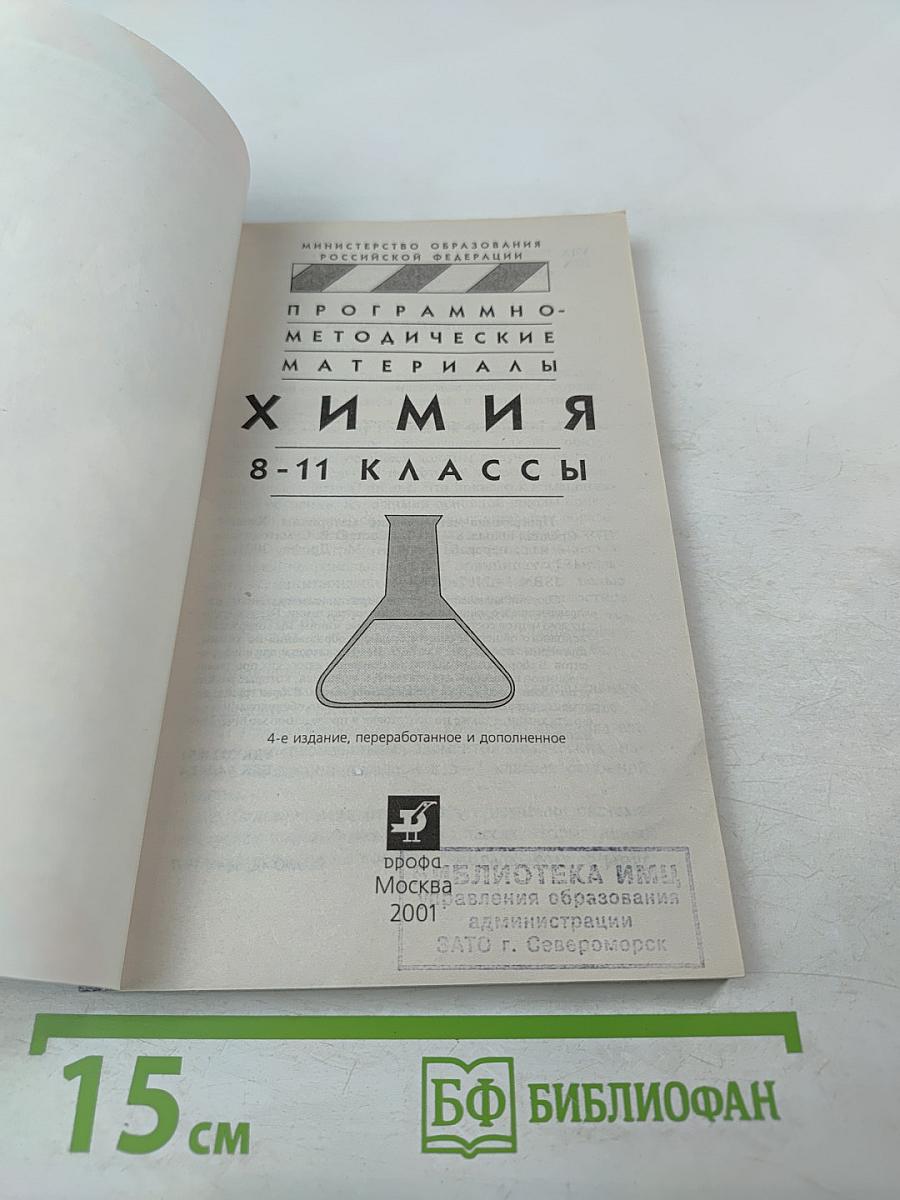 МИНИСТЕРСТВО ОБРАЗОВАНИЯ
РОССИЙСКОЙ ФЕДЕРАЦИИ
ПРОГРАММНО-
МЕТОДИЧЕСКИЕ
МАТЕРИАЛЫ
ХИМИЯ
8-11 КЛАССЫ
4-е издание, переработанное и дополненное
дрофа
Москва
2001
БИБЛИОТЕКА ИМЦ
управления образования
администрации
ЗАТО г. Североморск
15 см
БФ БИБЛИОФАН